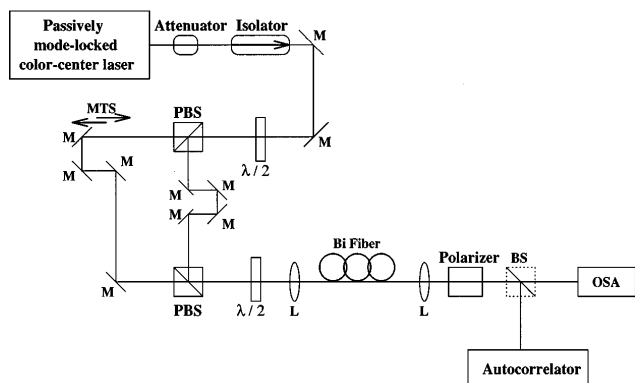 Passively
mode-locked
color-center laser
Attenuator
Isolator
M
MTS
M
PBS
M
λ / 2
M
M
M
M
M
M
M
PBS
λ / 2
L
Bi Fiber
L
Polarizer
BS
OSA
Autocorrelator